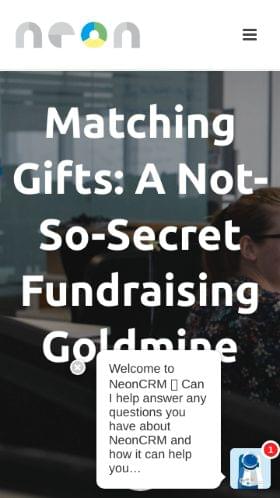 neon
Matching
Gifts: A Not-
So-Secret
Fundraising
Goldmine
Welcome to
NeonCRM ▯ Can
I help answer any
questions you
have about
NeonCRM and
how it can help
you...
1